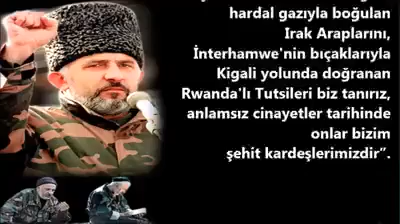 hardal gazıyla boğulan
Irak Araplarını,
İnterhamwe'nin bıçaklarıyla
Kigali yolunda doğranan
Rwanda'lı Tutsileri biz tanırız,
anlamsız cinayetler tarihinde
onlar bizim
şehit kardeşlerimizdir”.